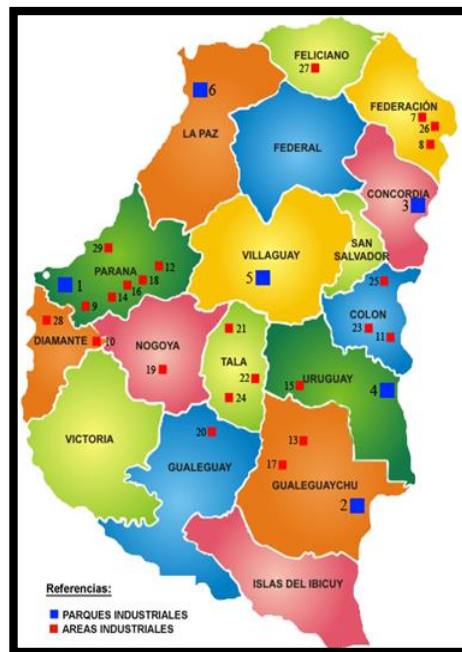 FELICIANO
27
6
FEDERACIÓN
7
26
8
LA PAZ
FEDERAL
CONCORDIA
3
SAN
SALVADOR
VILLAGUAY
5
29
12
PARANA
18
16
1
14
9
25
COLON
23
11
28
DIAMANTE
10
NOGOYA
19
21
TALA
22
24
URUGUAY
15
4
VICTORIA
20
GUALEGUAY
13
17
GUALEGUAYCHU
2
ISLAS DEL IBICUY
Referencias:
PARQUES INDUSTRIALES
AREAS INDUSTRIALES